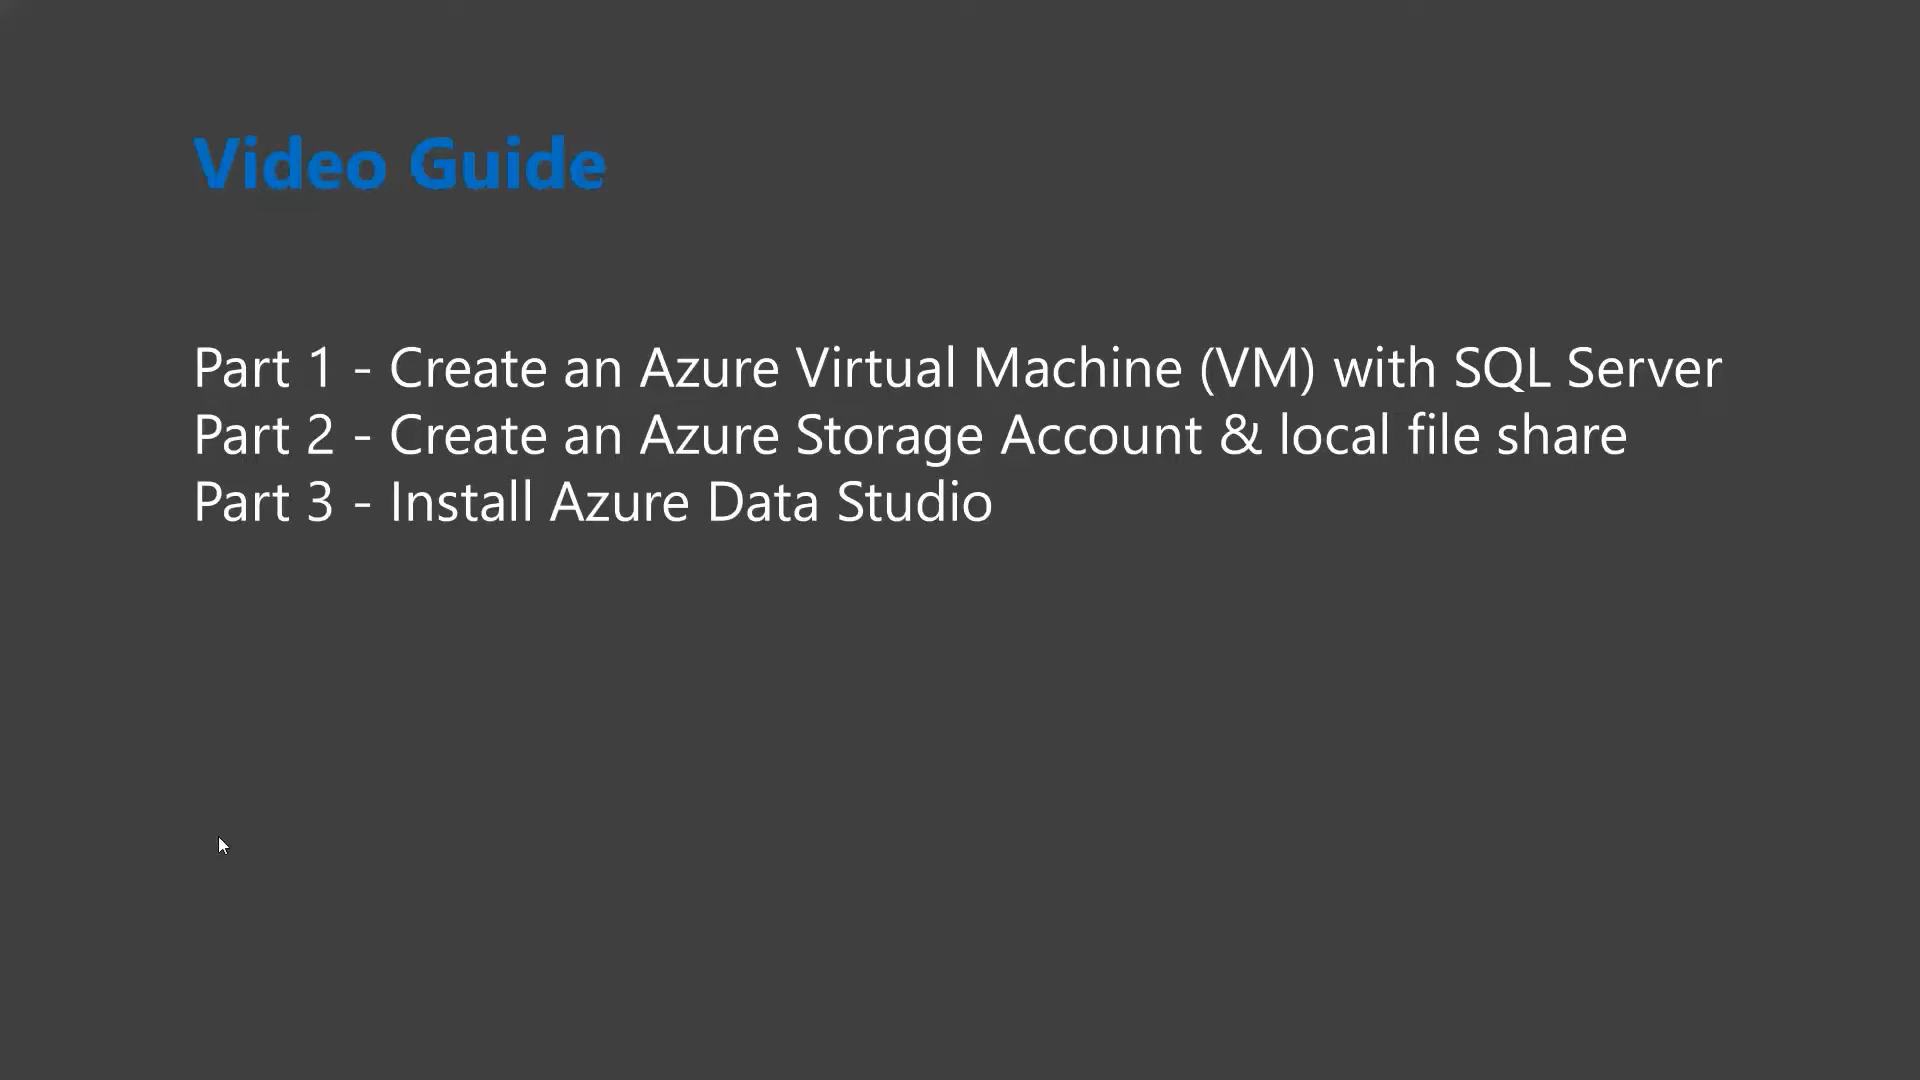 Video Guide
Part 1 - Create an Azure Virtual Machine (VM) with SQL Server
Part 2 - Create an Azure Storage Account & local file share
Part 3 - Install Azure Data Studio